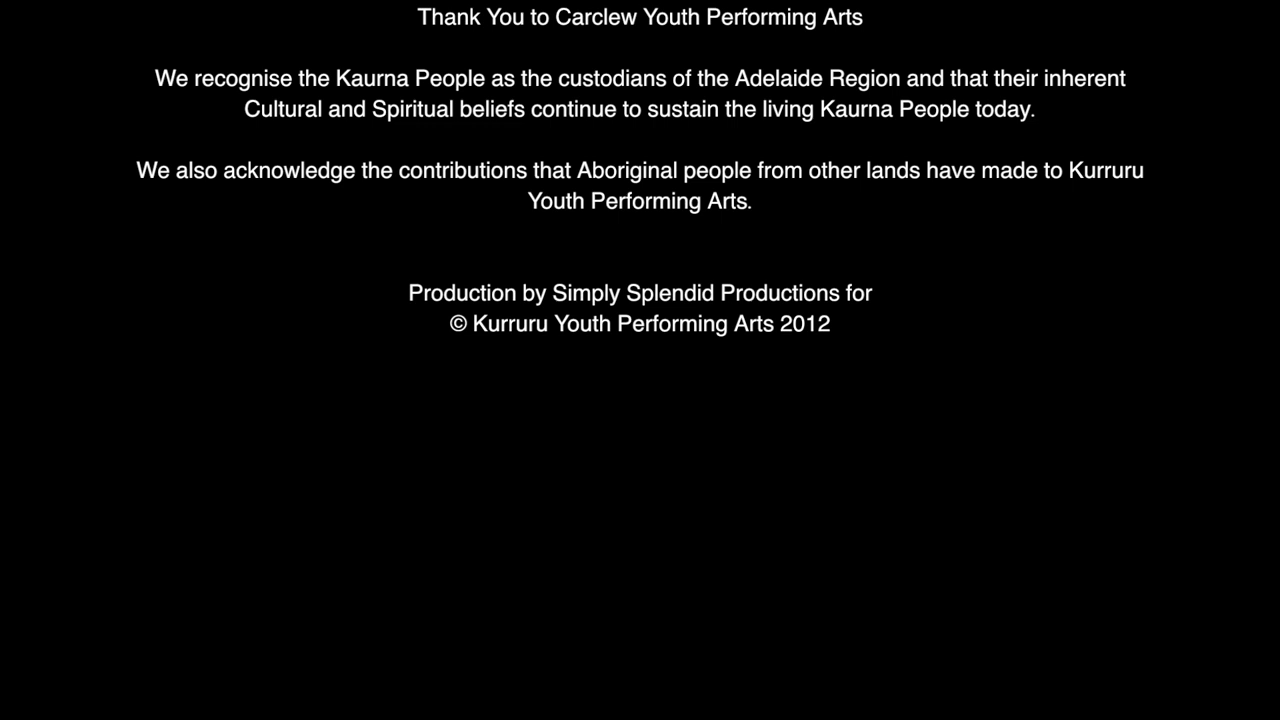 Thank You to Carclew Youth Performing Arts
We recognise the Kaurna People as the custodians of the Adelaide Region and that their inherent
Cultural and Spiritual beliefs continue to sustain the living Kaurna People today.
We also acknowledge the contributions that Aboriginal people from other lands have made to Kurruru
Youth Performing Arts.
Production by Simply Splendid Productions for
© Kurruru Youth Performing Arts 2012